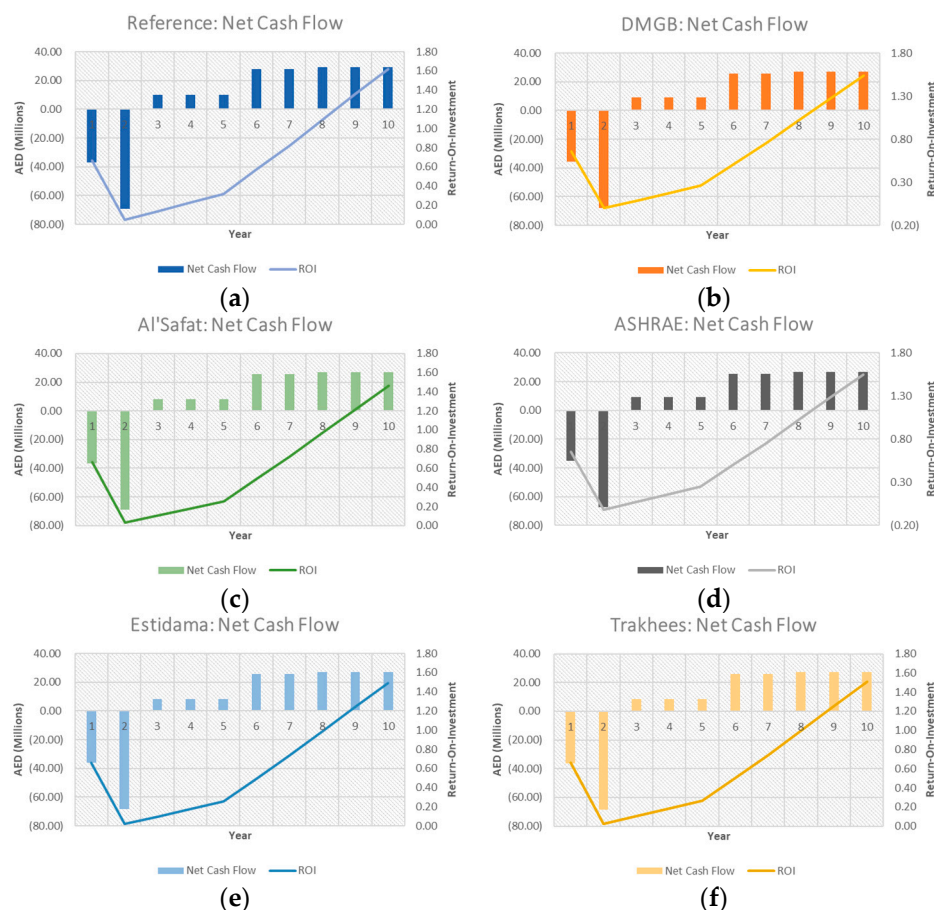 Reference: Net Cash Flow
40.00
20.00
0.00
(20.00)
(40.00)
(60.00)
(80.00)
AED (Millions)
3 4 5 6 7 8 9 10
Year
1.80
1.60
1.40
1.20
1.00
0.80
0.60
0.40
0.20
0.00
Return-On-Investment
Net Cash Flow ROI
(a)
DMGB: Net Cash Flow
40.00
20.00
0.00
(20.00)
(40.00)
(60.00)
(80.00)
AED (Millions)
1 2 3 4 5 6 7 8 9 10
Year
1.80
1.30
0.80
0.30
(0.20)
Return-On-Investment
Net Cash Flow ROI
(b)
Al'Safat: Net Cash Flow
40.00
20.00
0.00
(20.00)
(40.00)
(60.00)
(80.00)
AED (Millions)
1 2 3 4 5 6 7 8 9 10
Year
1.80
1.60
1.40
1.20
1.00
0.80
0.60
0.40
0.20
0.00
Return-On-Investment
Net Cash Flow ROI
(c)
ASHRAE: Net Cash Flow
40.00
20.00
0.00
(20.00)
(40.00)
(60.00)
(80.00)
AED (Millions)
3 4 5 6 7 8 9 10
Year
1.80
1.30
0.80
0.30
(0.20)
Return-On-Investment
Net Cash Flow ROI
(d)
Estidama: Net Cash Flow
40.00
20.00
0.00
(20.00)
(40.00)
(60.00)
(80.00)
AED (Millions)
1 2 3 4 5 6 7 8 9 10
Year
1.80
1.60
1.40
1.20
1.00
0.80
0.60
0.40
0.20
0.00
Return-On-Investment
Net Cash Flow ROI
(e)
Trakhees: Net Cash Flow
40.00
20.00
0.00
(20.00)
(40.00)
(60.00)
(80.00)
AED (Millions)
1 2 3 4 5 6 7 8 9 10
Year
1.80
1.60
1.40
1.20
1.00
0.80
0.60
0.40
0.20
0.00
Return-On-Investment
Net Cash Flow ROI
(f)